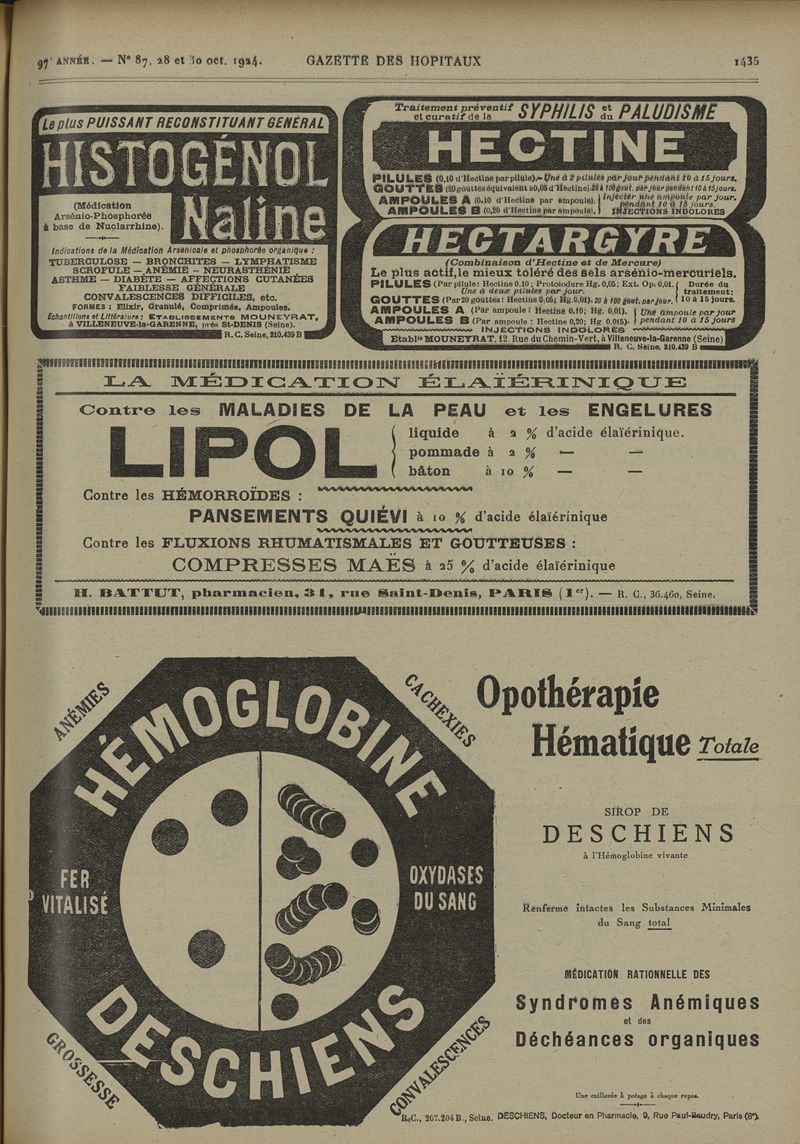 97ᵉ ANNÉE. — N° 87, 28 et 30 oct. 1924.
GAZETTE DES HOPITAUX
1435
Le plus PUISSANT RECONSTITUANT GÉNÉRAL
HISTOGÉNOL
Naline
(Médication
Arsénio-Phosphorée
à base de Nuclarrhine).
Indications de la Médication Arsenicale et phosphorée organique :
TUBERCULOSE — BRONCHITES — LYMPHATISME
SCROFULE — ANÉMIE — NEURASTHÉNIE
ASTHME — DIABÈTE — AFFECTIONS CUTANÉES
FAIBLESSE GÉNÉRALE
CONVALESCENCES DIFFICILES, etc.
FORMES : Elixir, Granulé, Comprimés, Ampoules.
Echantillons et Littérature : ETABLISSEMENTS MOUNEYRAT,
à VILLENEUVE-la-GARENNE, près St-DENIS (Seine).
R. C. Seine, 210.439 B
Traitement préventif et curatif de la SYPHILIS et du PALUDISME
HECTINE
PILULES (0,10 d'Hectine par pilule).- Une à 2 pilules par jour pendant 10 à 15 jours.
GOUTTES (20 gouttes équivalent à 0,05 d'Hectine) 20 à 100 gout. par jour pendant 10 à 15 jours.
AMPOULES A (0,10 d'Hectine par ampoule). Injecter une ampoule par jour.
AMPOULES B (0,20 d'Hectine par ampoule). pendant 10 à 15 jours.
INJECTIONS INDOLORES
HECTARGYRE
(Combinaison d'Hectine et de Mercure)
Le plus actif, le mieux toléré des sels arsénio-mercuriels.
PILULES (Par pilule: Hectine 0,10; Protoiodure Hg. 0,05; Ext. Op. 0,01.
Une à deux pilules par jour.
GOUTTES (Par 20 gouttes: Hectine 0,05; Hg. 0,01). 20 à 100 gout. par jour.
Durée du
traitement:
10 à 15 jours.
AMPOULES A (Par ampoule : Hectine 0,10; Hg. 0,01).
AMPOULES B (Par ampoule : Hectine 0,20; Hg 0,015).
Une ampoule par jour
pendant 10 à 15 jours
INJECTIONS INDOLORES
Etablᵗˢ MOUNEYRAT, 12, Rue du Chemin-Vert, à Villeneuve-la-Garenne (Seine)
R. C. Seine, 210.439 B
LA MÉDICATION ÉLAÏÉRINIQUE
Contre les MALADIES DE LA PEAU et les ENGELURES
LIPOL
liquide à 2 % d'acide élaïérinique.
pommade à 2 % — —
bâton à 10 % — —
Contre les HÉMORROÏDES :
PANSEMENTS QUIÉVI à 10 % d'acide élaïérinique
Contre les FLUXIONS RHUMATISMALES ET GOUTTEUSES :
COMPRESSES MAËS à 25 % d'acide élaïérinique
H. BATTUT, pharmacien, 31, rue Saint-Denis, PARIS (1ᵉʳ). — R. C., 36.460, Seine.
ANÉMIES
CACHEXIES
HÉMOGLOBINE
FER
VITALISÉ
OXYDASES
DU SANG
DESCHIENS
GROSSESSE
CONVALESCENCES
Opothérapie
Hématique Totale
SIROP DE
DESCHIENS
à l'Hémoglobine vivante
Renferme intactes les Substances Minimales
du Sang total
MÉDICATION RATIONNELLE DES
Syndromes Anémiques
et des
Déchéances organiques
Une cuillerée à potage à chaque repas.
R.C., 207.204 B., Seine. DESCHIENS, Docteur en Pharmacie, 9, Rue Paul-Baudry, Paris (8ᵉ).